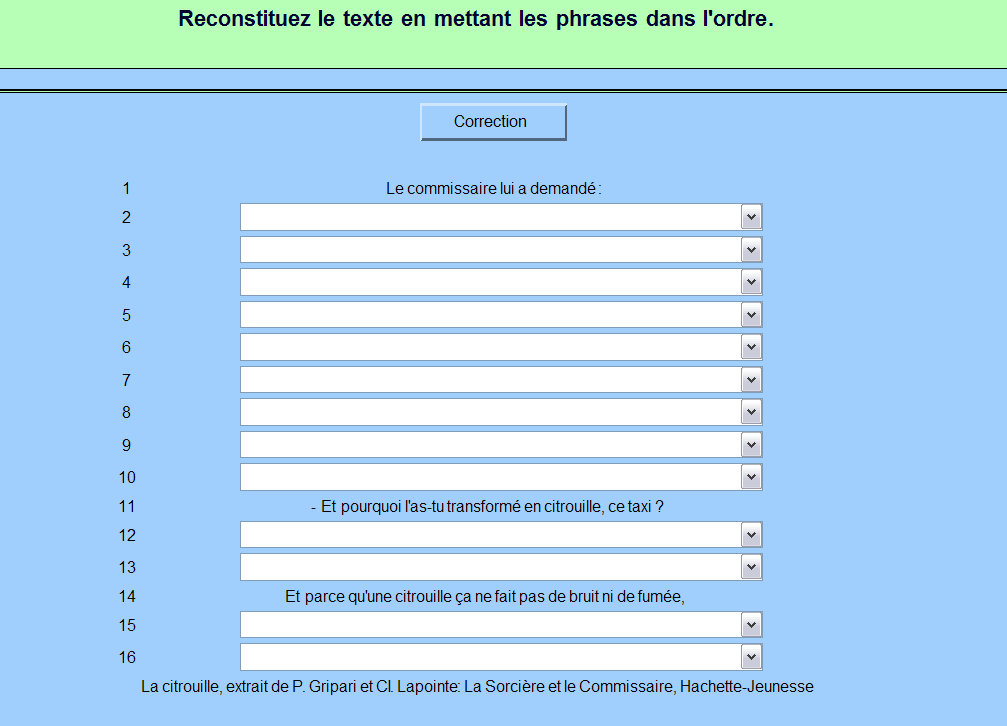 Reconstituez le texte en mettant les phrases dans l'ordre.
Correction
1 Le commissaire lui a demandé :
2
3
4
5
6
7
8
9
10
11 - Et pourquoi l'as-tu transformé en citrouille, ce taxi ?
12
13
14 Et parce qu'une citrouille ça ne fait pas de bruit ni de fumée,
15
16
La citrouille, extrait de P. Gripari et Cl. Lapointe: La Sorcière et le Commissaire, Hachette-Jeunesse